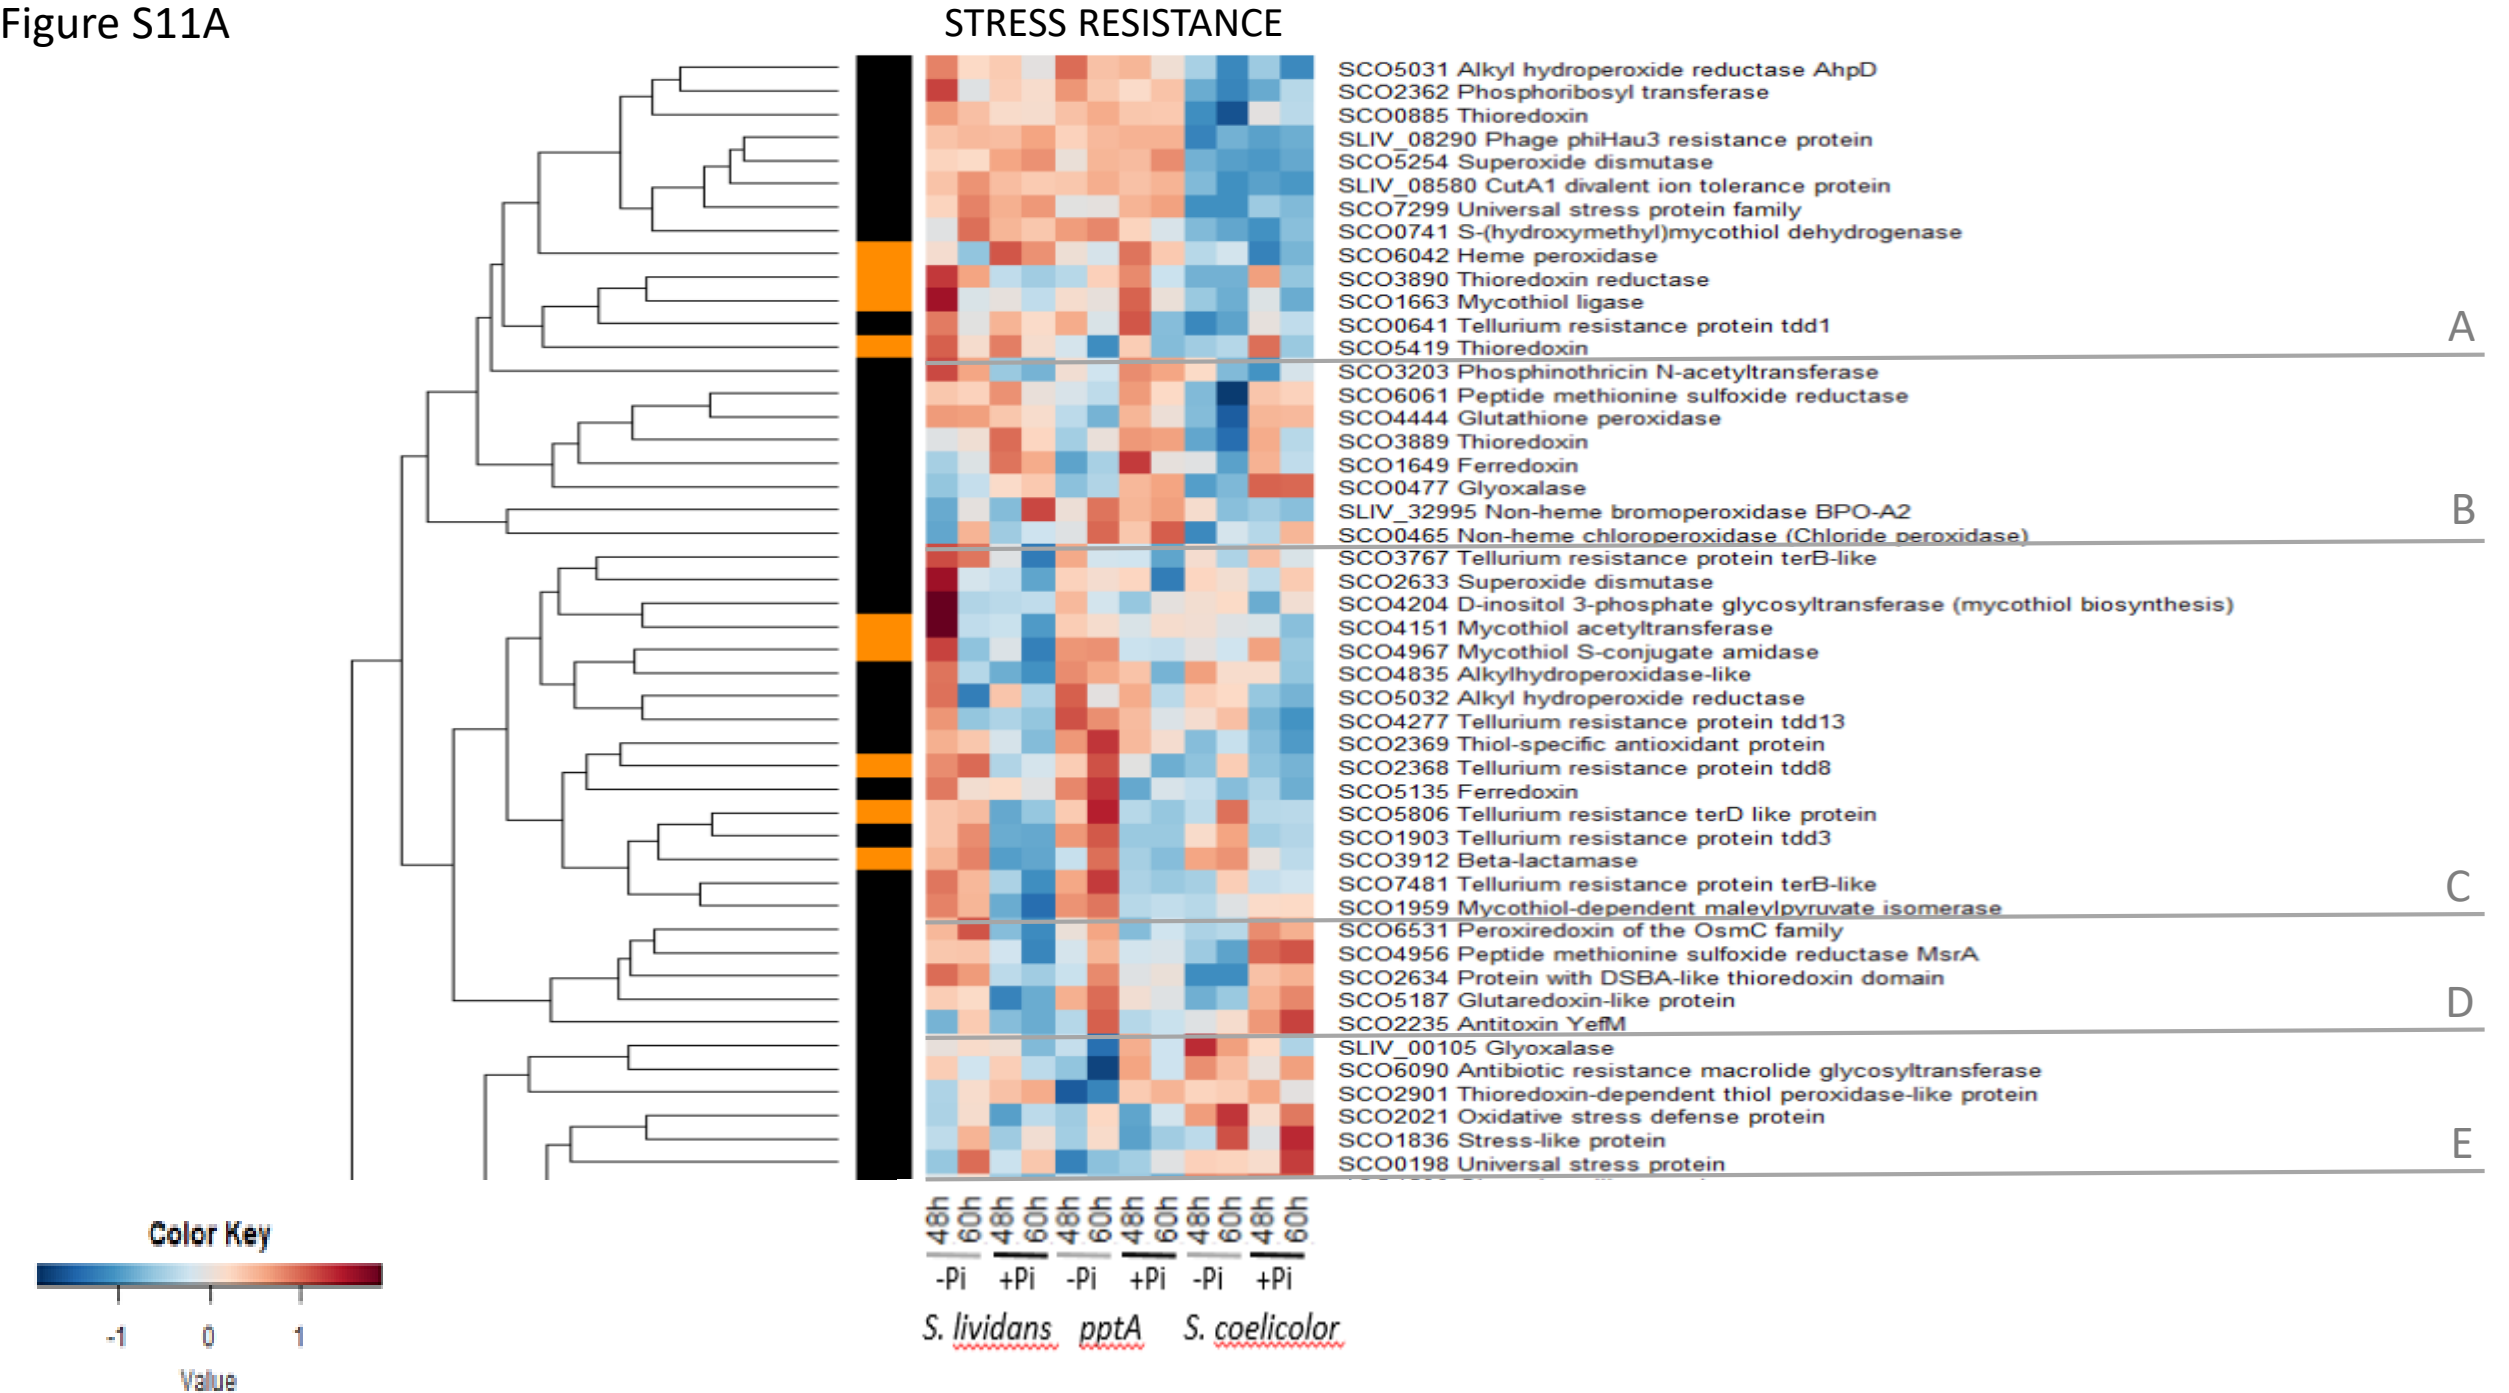 Figure S11A
STRESS RESISTANCE
SCO5031 Alkyl hydroperoxide reductase AhpD
SCO2362 Phosphoribosyl transferase
SCO0885 Thioredoxin
SLIV_08290 Phage phiHau3 resistance protein
SCO5254 Superoxide dismutase
SLIV_08580 CutA1 divalent ion tolerance protein
SCO7299 Universal stress protein family
SCO0741 S-(hydroxymethyl)mycothiol dehydrogenase
SCO6042 Heme peroxidase
SCO3890 Thioredoxin reductase
SCO1663 Mycothiol ligase
SCO0641 Tellurium resistance protein tdd1
A
SCO5419 Thioredoxin
SCO3203 Phosphinothricin N-acetyltransferase
SCO6061 Peptide methionine sulfoxide reductase
SCO4444 Glutathione peroxidase
SCO3889 Thioredoxin
SCO1649 Ferredoxin
SCO0477 Glyoxalase
SLIV_32995 Non-heme bromoperoxidase BPO-A2
B
SCO0465 Non-heme chloroperoxidase (Chloride peroxidase)
SCO3767 Tellurium resistance protein terB-like
SCO2633 Superoxide dismutase
SCO4204 D-inositol 3-phosphate glycosyltransferase (mycothiol biosynthesis)
SCO4151 Mycothiol acetyltransferase
SCO4967 Mycothiol S-conjugate amidase
SCO4835 Alkylhydroperoxidase-like
SCO5032 Alkyl hydroperoxide reductase
SCO4277 Tellurium resistance protein tdd13
SCO2369 Thiol-specific antioxidant protein
SCO2368 Tellurium resistance protein tdd8
SCO5135 Ferredoxin
SCO5806 Tellurium resistance terD like protein
SCO1903 Tellurium resistance protein tdd3
SCO3912 Beta-lactamase
SCO7481 Tellurium resistance protein terB-like
C
SCO1959 Mycothiol-dependent maleylpyruvate isomerase
SCO6531 Peroxiredoxin of the OsmC family
SCO4956 Peptide methionine sulfoxide reductase MsrA
SCO2634 Protein with DSBA-like thioredoxin domain
SCO5187 Glutaredoxin-like protein
D
SCO2235 Antitoxin YefM
SLIV_00105 Glyoxalase
SCO6090 Antibiotic resistance macrolide glycosyltransferase
SCO2901 Thioredoxin-dependent thiol peroxidase-like protein
SCO2021 Oxidative stress defense protein
SCO1836 Stress-like protein
E
SCO0198 Universal stress protein
48h 60h 48h 60h 48h 60h 48h 60h 48h 60h 48h 60h
-Pi +Pi -Pi +Pi -Pi +Pi
S. lividans pptA S. coelicolor
Color Key
-1 0 1
Value